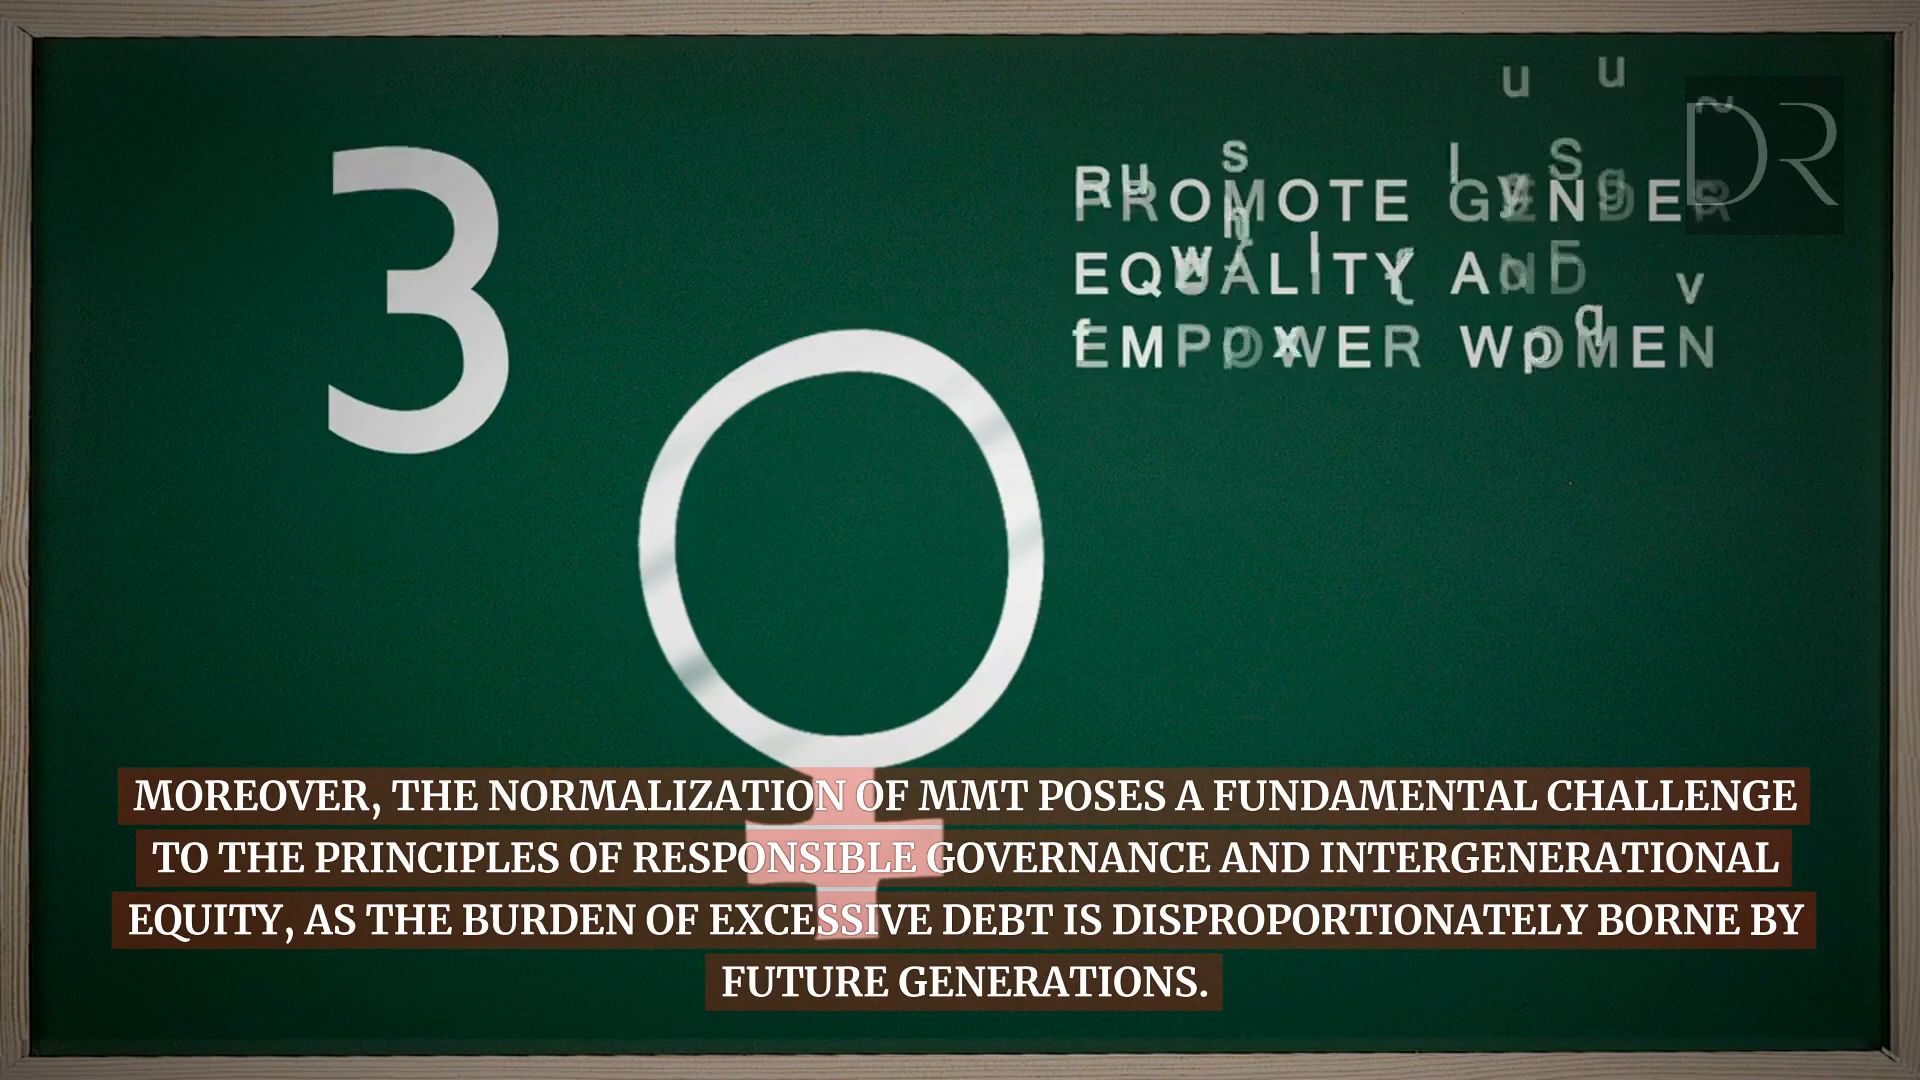 3
PROMOTE GENDER
EQUALITY AND
EMPOWER WOMEN
DR
MOREOVER, THE NORMALIZATION OF MMT POSES A FUNDAMENTAL CHALLENGE
TO THE PRINCIPLES OF RESPONSIBLE GOVERNANCE AND INTERGENERATIONAL
EQUITY, AS THE BURDEN OF EXCESSIVE DEBT IS DISPROPORTIONATELY BORNE BY
FUTURE GENERATIONS.